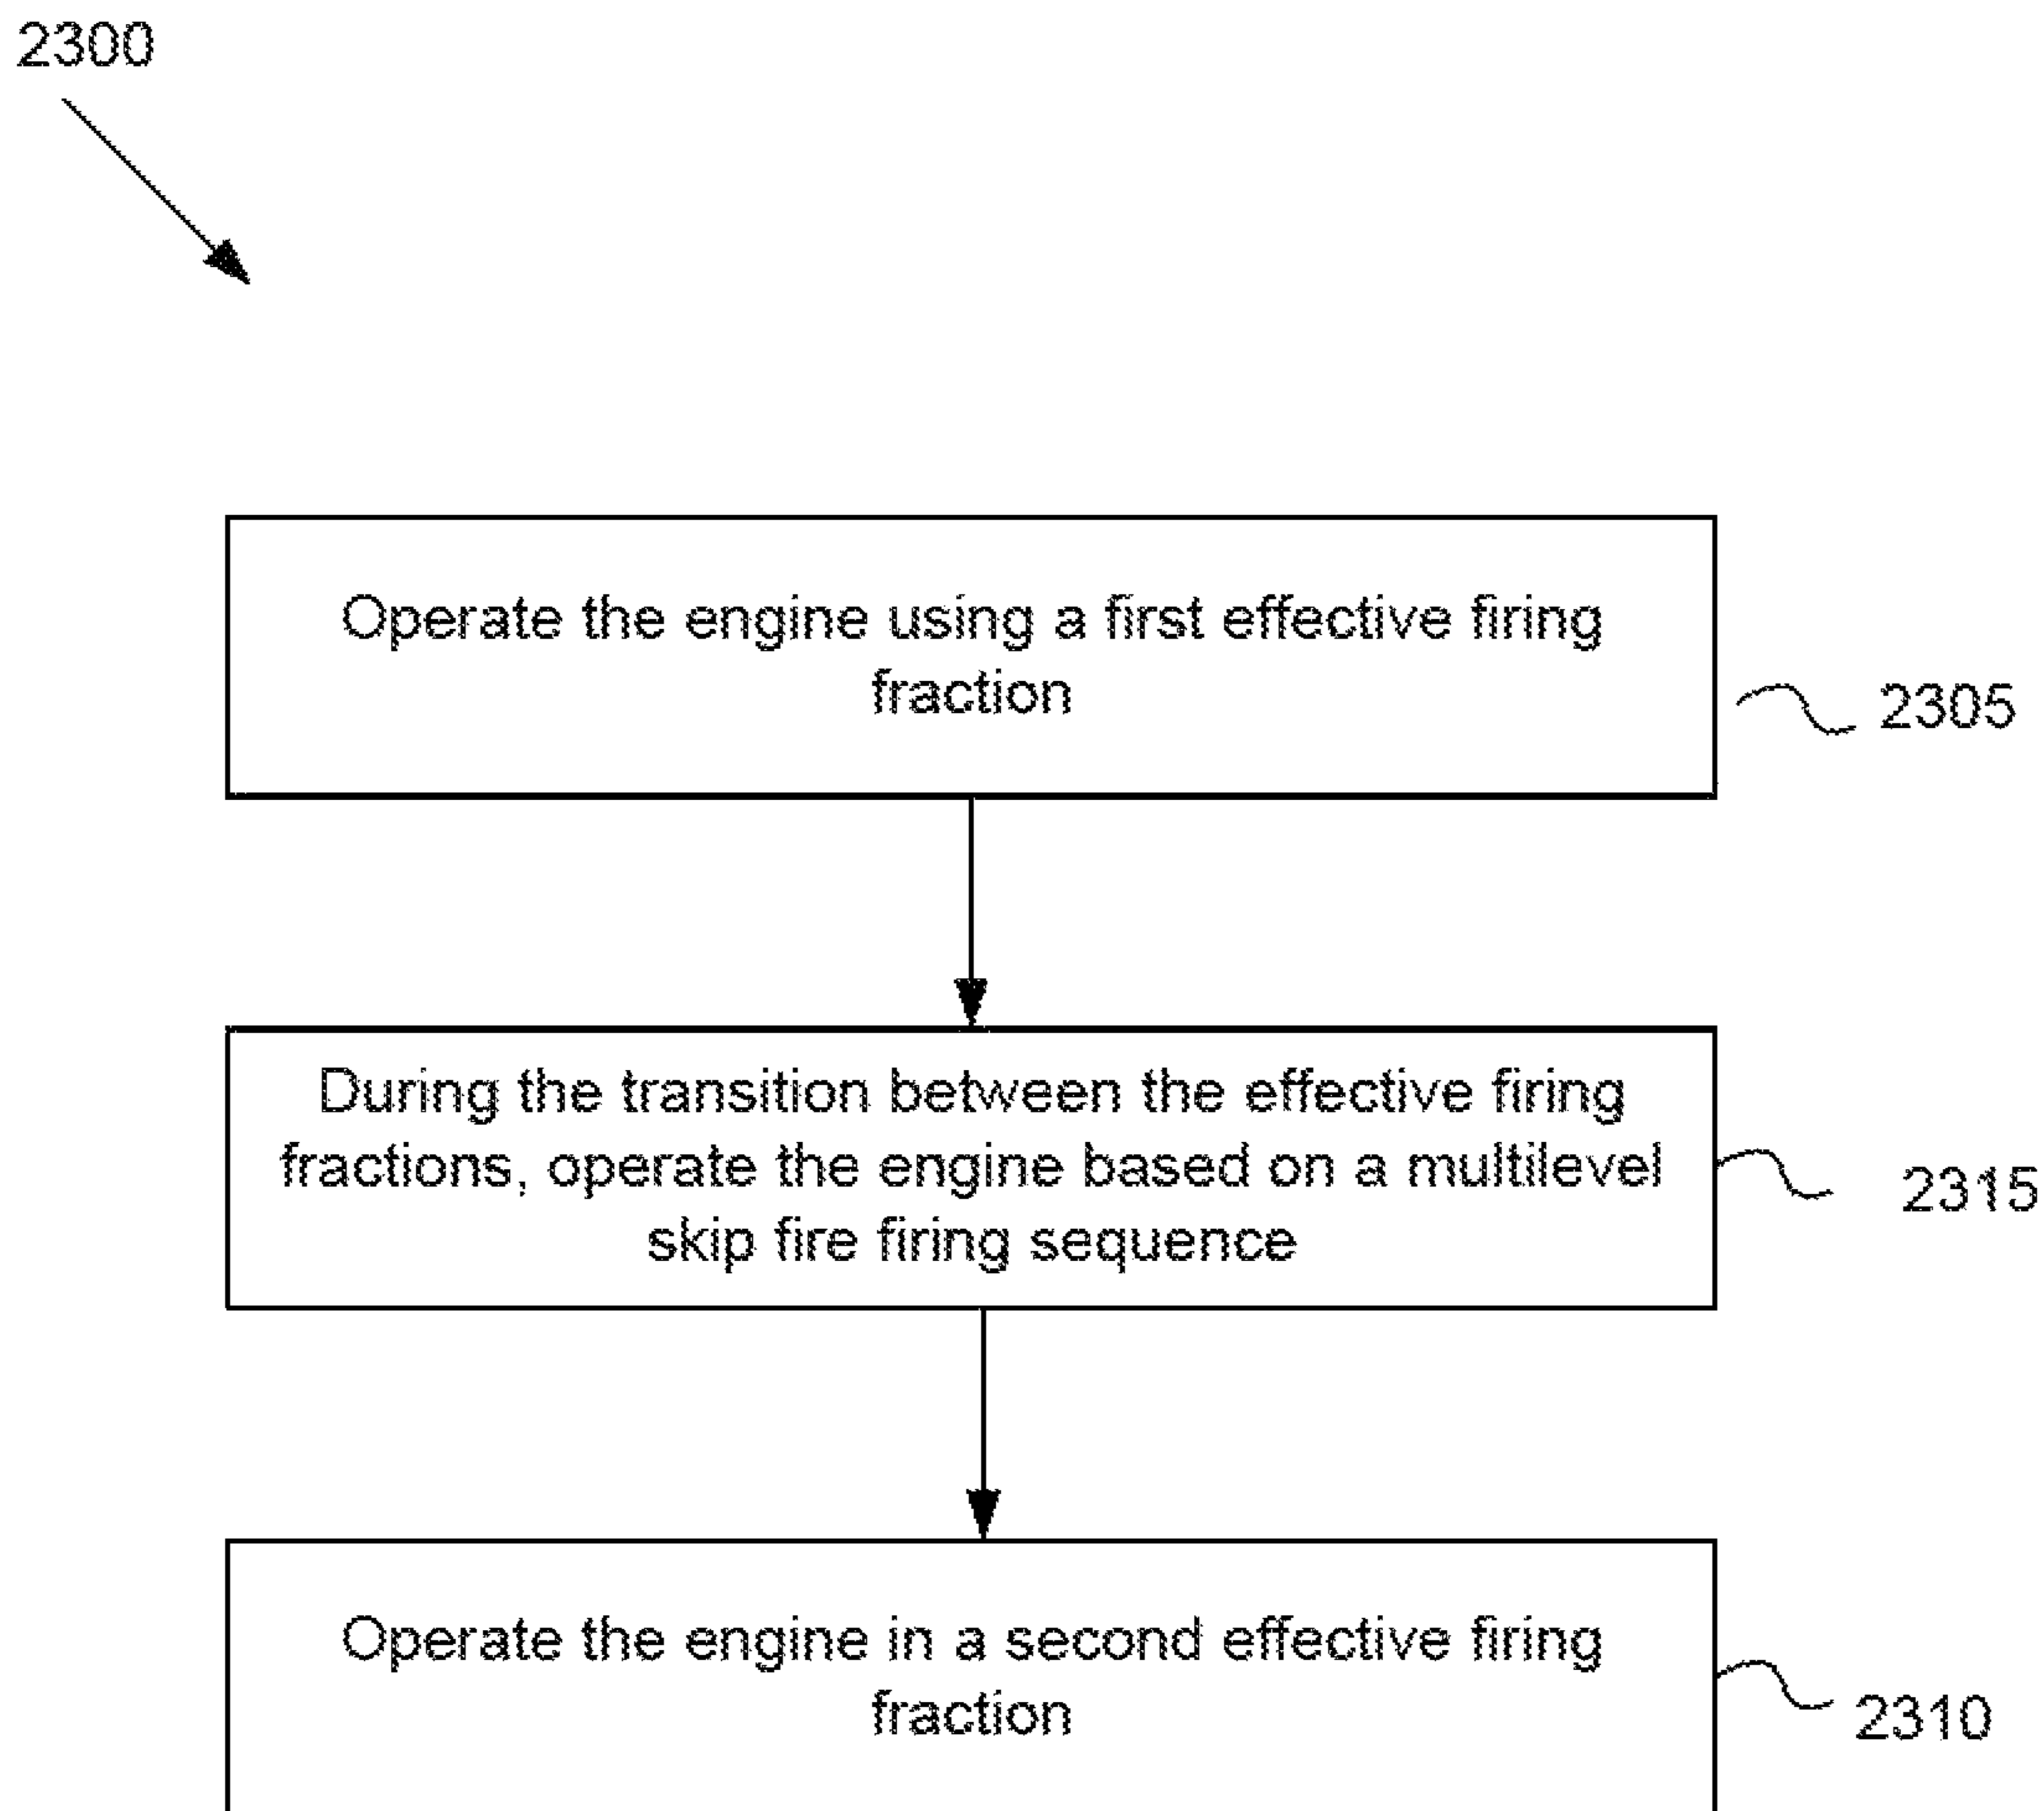 2300
Operate the engine using a first effective firing
fraction
2305
During the transition between the effective firing
fractions, operate the engine based on a multilevel
skip fire firing sequence
2315
Operate the engine in a second effective firing
fraction
2310